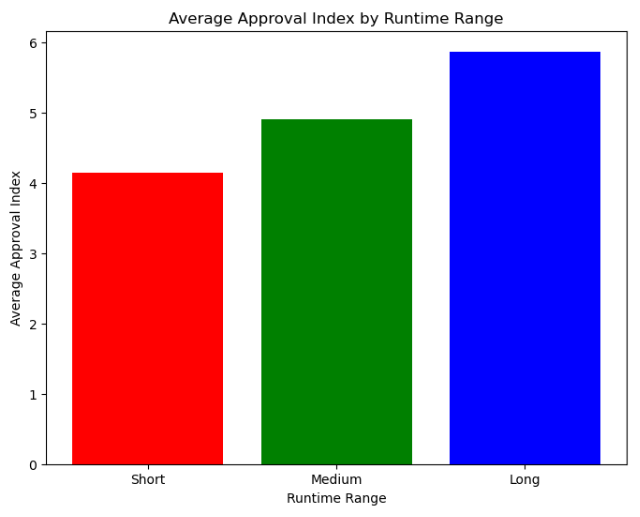 Average Approval Index by Runtime Range
Average Approval Index
6
5
4
3
2
1
0
Short Medium Long
Runtime Range